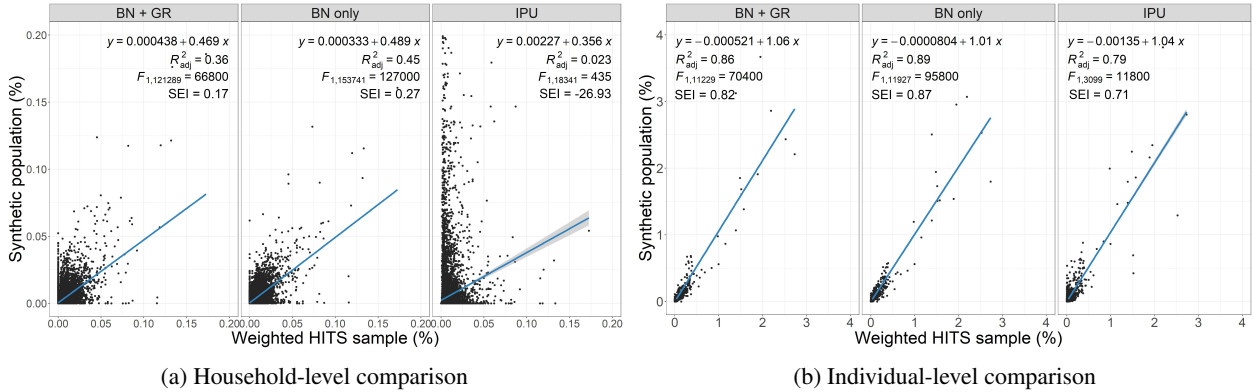 BN + GR
BN only
IPU
y = 0.000438 + 0.469 x
R²adj = 0.36
F1,121289 = 66800
SEI = 0.17
y = 0.000333 + 0.489 x
R²adj = 0.45
F1,153741 = 127000
SEI = 0.27
y = 0.00227 + 0.356 x
R²adj = 0.023
F1,18341 = 435
SEI = -26.93
Synthetic population (%)
0.20
0.15
0.10
0.05
0.00
0.00 0.05 0.10 0.15 0.20
0.00 0.05 0.10 0.15 0.20
0.00 0.05 0.10 0.15 0.20
Weighted HITS sample (%)
(a) Household-level comparison
BN + GR
BN only
IPU
y = −0.000521 + 1.06 x
R²adj = 0.86
F1,11229 = 70400
SEI = 0.82
y = −0.0000804 + 1.01 x
R²adj = 0.89
F1,11927 = 95800
SEI = 0.87
y = −0.00135 + 1.04 x
R²adj = 0.79
F1,3099 = 11800
SEI = 0.71
Synthetic population (%)
4
3
2
1
0
0 1 2 3 4
0 1 2 3 4
0 1 2 3 4
Weighted HITS sample (%)
(b) Individual-level comparison